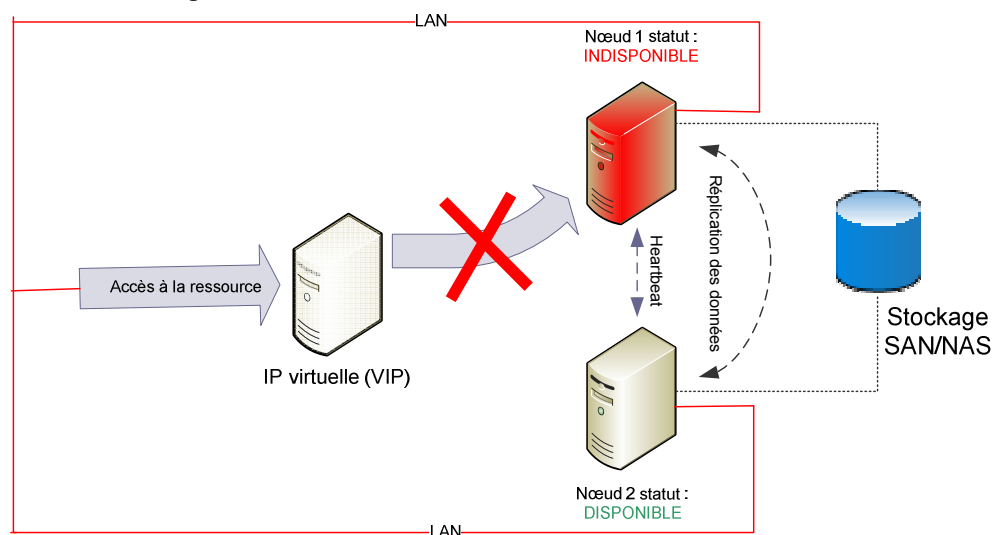 LAN
Nœud 1 statut :
INDISPONIBLE
Accès à la ressource
IP virtuelle (VIP)
Heartbeat
Réplication des données
Stockage
SAN/NAS
Nœud 2 statut :
DISPONIBLE
LAN